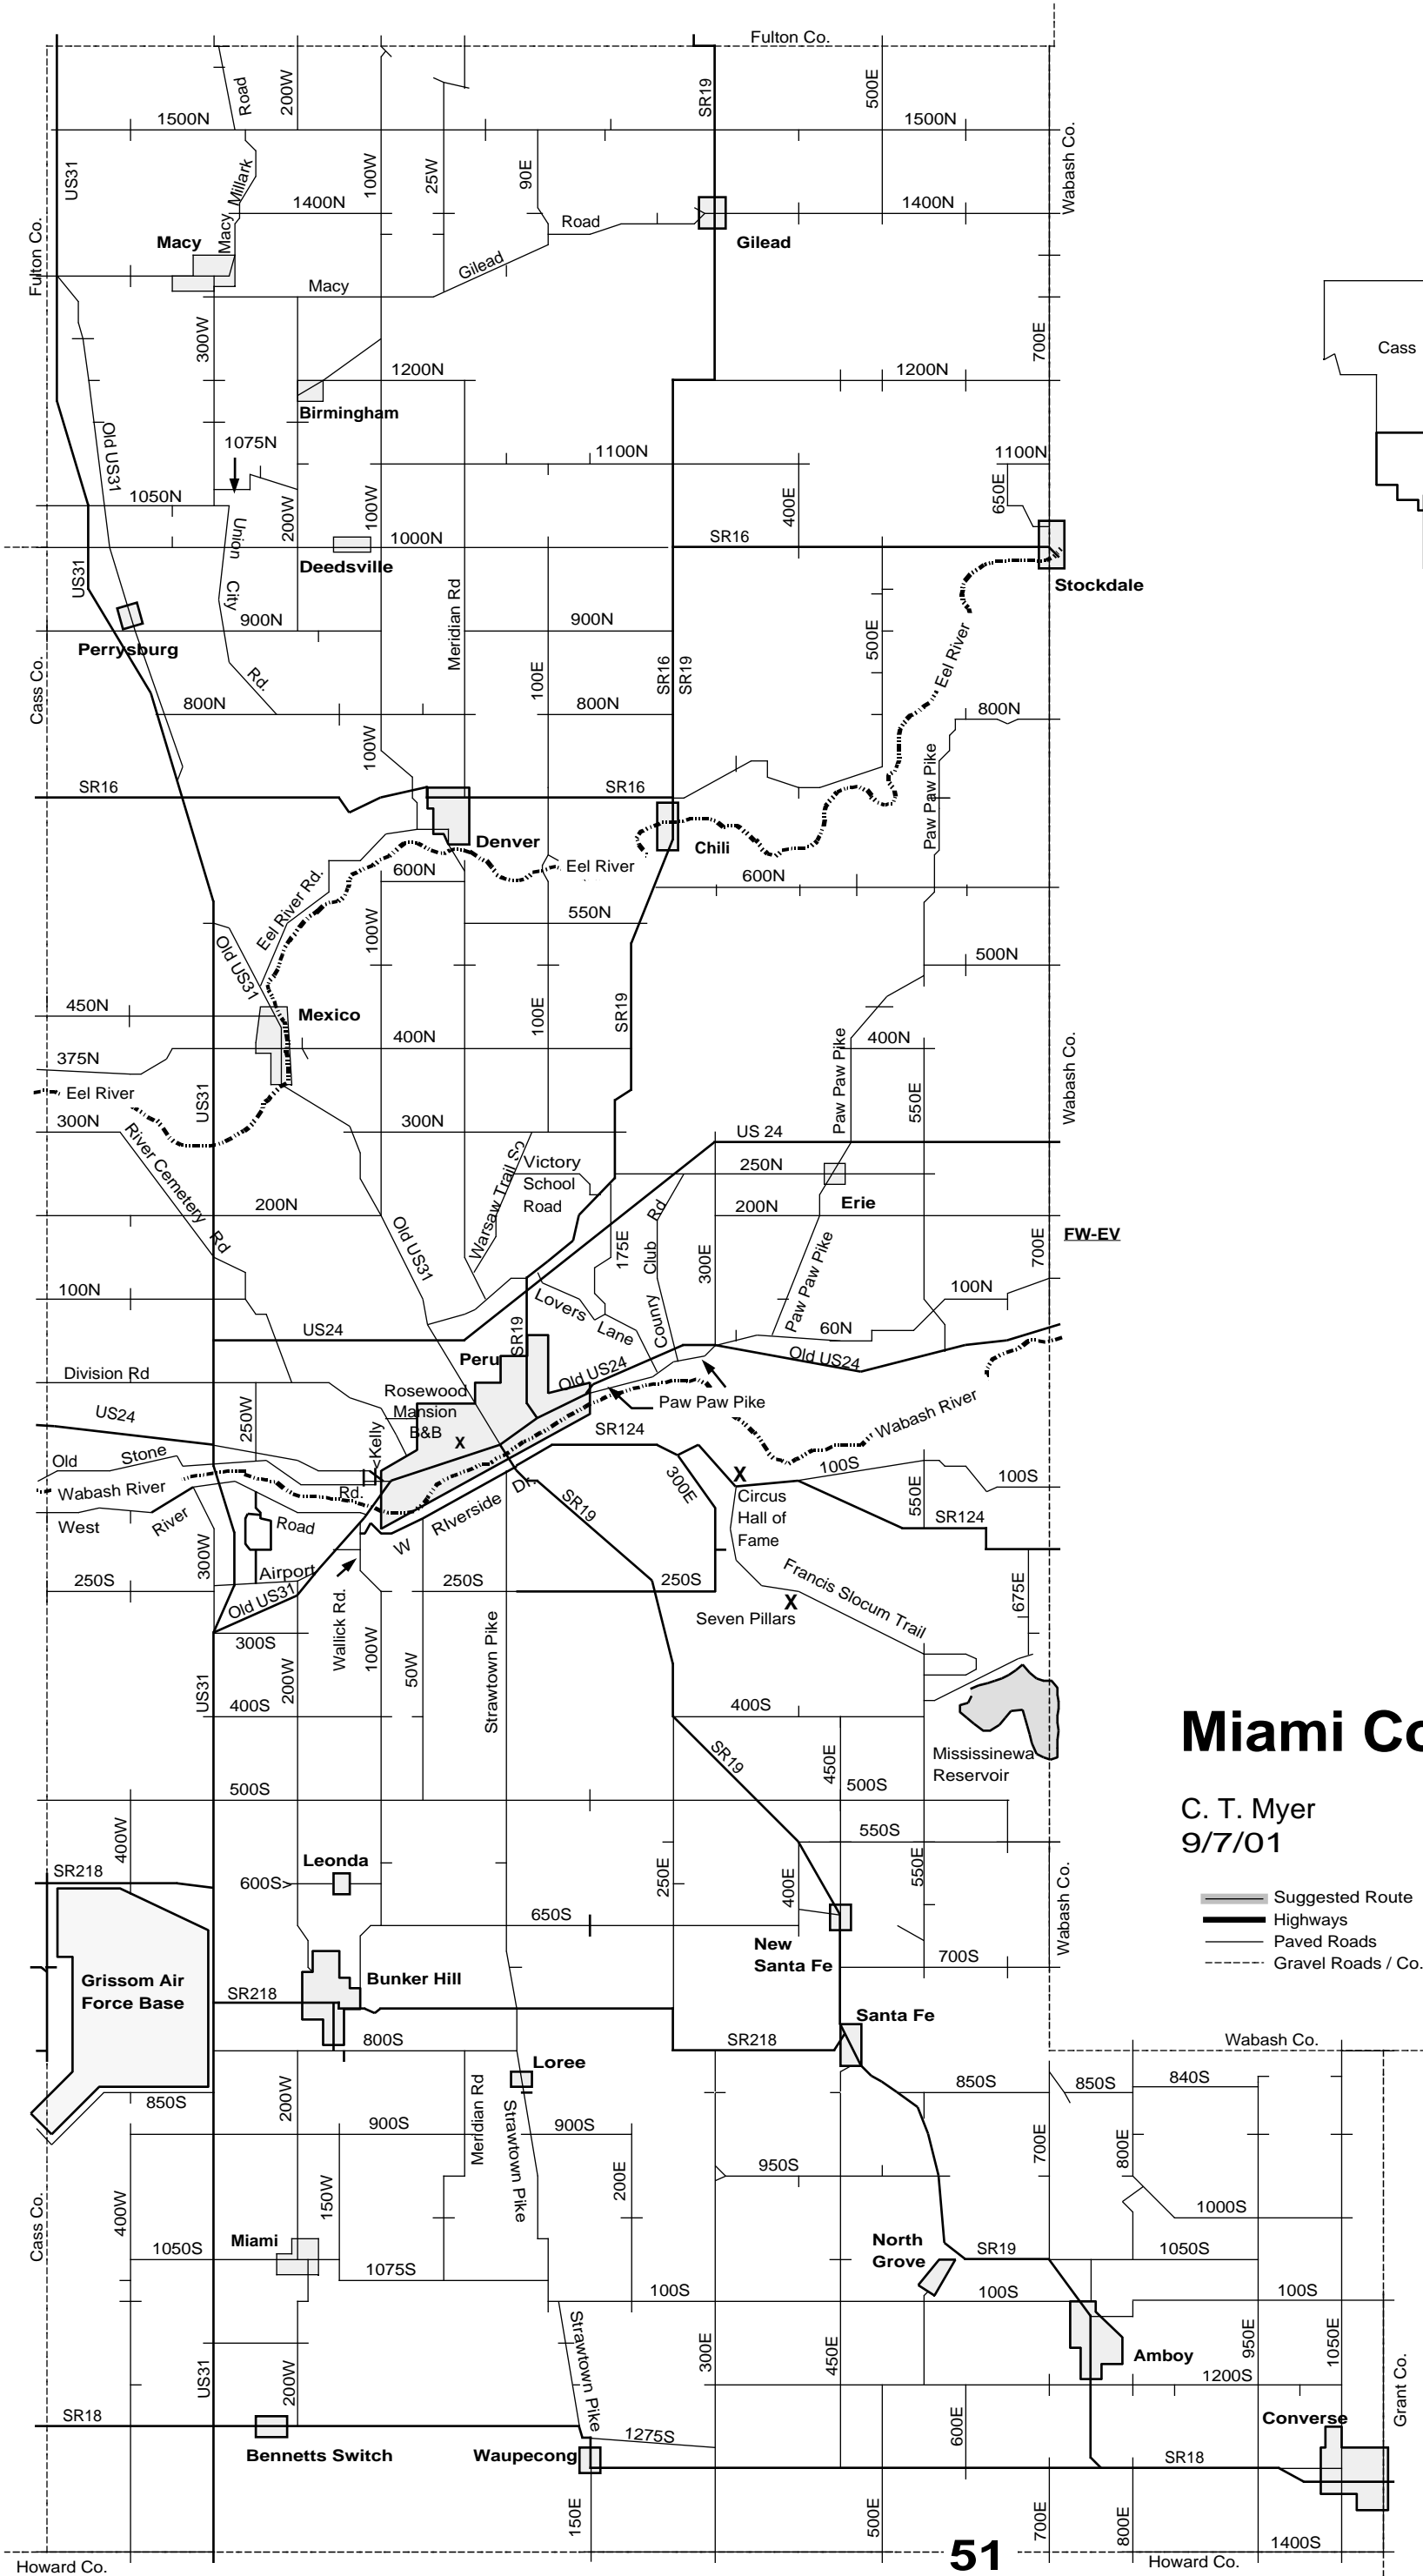 Fulton Co.
Road
200W
SR19
500E
1500N
1500N
US31
Macy Millark
100W
25W
90E
Wabash Co.
1400N
Road
1400N
Fulton Co.
Macy
Gilead
Gilead
Macy
300W
700E
Cass
1200N
1200N
Birmingham
Old US31
1075N
1100N
1100N
1050N
200W
100W
400E
650E
Union City Rd.
1000N
SR16
Deedsville
US31
Stockdale
Meridian Rd
900N
900N
500E
Eel River
Perrysburg
100E
SR16
SR19
Cass Co.
800N
800N
800N
100W
Paw Paw Pike
SR16
SR16
Denver
Chili
Eel River
600N
600N
Eel River Rd.
100W
550N
Old US31
500N
450N
Mexico
100E
SR19
400N
Paw Paw Pike
400N
375N
Wabash Co.
Eel River
US31
550E
300N
300N
US 24
River Cemetery Rd
Warsaw Trail Sc
Victory
School
Road
250N
Erie
200N
200N
Old US31
175E
County Club Rd
300E
700E
FW-EV
Paw Paw Pike
100N
100N
Lovers Lane
US24
SR19
60N
Peru
Old US24
Old US24
Division Rd
Rosewood
Mansion
B&B
X
Paw Paw Pike
US24
250W
<Kelly
Rd.
SR124
Wabash River
Old Stone
100S
100S
Wabash River
300E
X
Circus
Hall of
Fame
550E
West River Road
W RIverside Dr.
SR19
SR124
300W
Airport
250S
250S
250S
Old US31
Francis Slocum Trail
675E
X
Seven Pillars
300S
Wallick Rd.
100W
Strawtown Pike
US31
200W
50W
400S
400S
Miami Co
SR19
450E
Mississinewa
Reservoir
500S
500S
C. T. Myer
9/7/01
400W
550S
SR218
Leonda
600S>
250E
400E
550E
Wabash Co.
Suggested Route
Highways
Paved Roads
Gravel Roads / Co.
650S
New
Santa Fe
700S
Grissom Air
Force Base
Bunker Hill
SR218
Santa Fe
800S
SR218
Wabash Co.
Loree
850S
200W
Meridian Rd
850S
850S
840S
900S
Strawtown Pike
900S
700E
800E
950S
400W
150W
200E
Cass Co.
1000S
Miami
1050S
North
Grove
SR19
1050S
1075S
100S
100S
100S
Strawtown Pike
US31
200W
300E
450E
Amboy
950E
1050E
1200S
Grant Co.
SR18
1275S
600E
Converse
Bennetts Switch
Waupecong
SR18
150E
500E
700E
800E
1400S
51
Howard Co.
Howard Co.